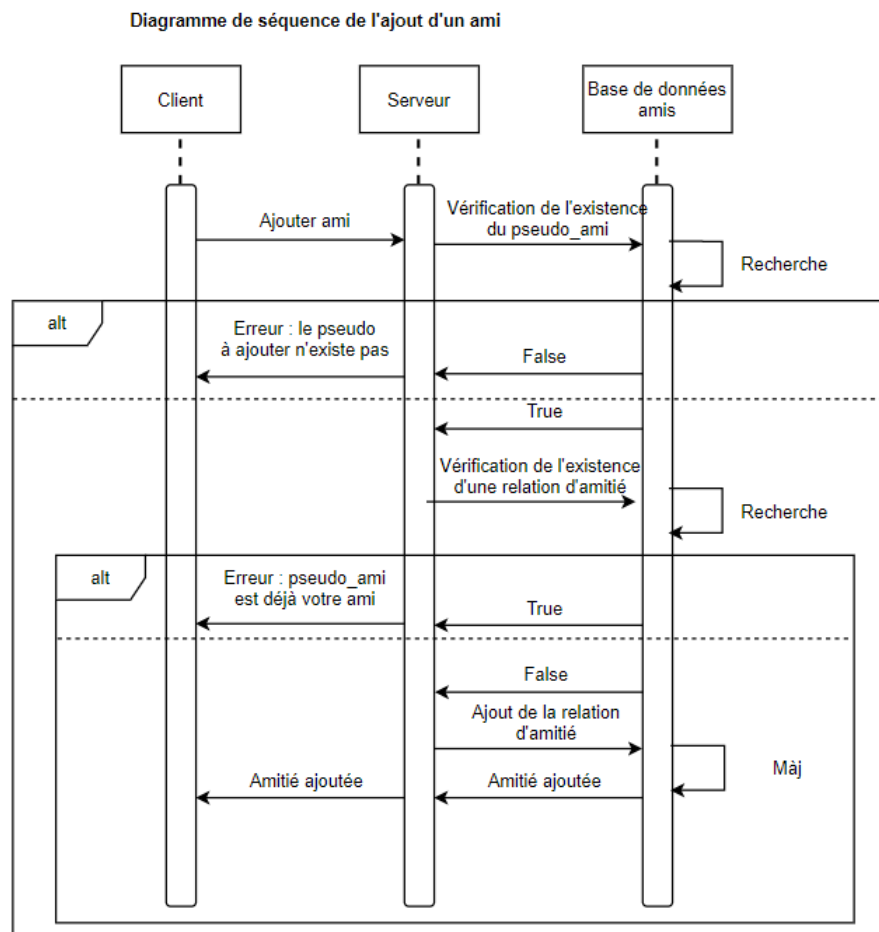 Diagramme de séquence de l'ajout d'un ami
Client
Serveur
Base de données
amis
Ajouter ami
Vérification de l'existence
du pseudo_ami
Recherche
alt
Erreur : le pseudo
à ajouter n'existe pas
False
True
Vérification de l'existence
d'une relation d'amitié
Recherche
alt
Erreur : pseudo_ami
est déjà votre ami
True
False
Ajout de la relation
d'amitié
Màj
Amitié ajoutée
Amitié ajoutée